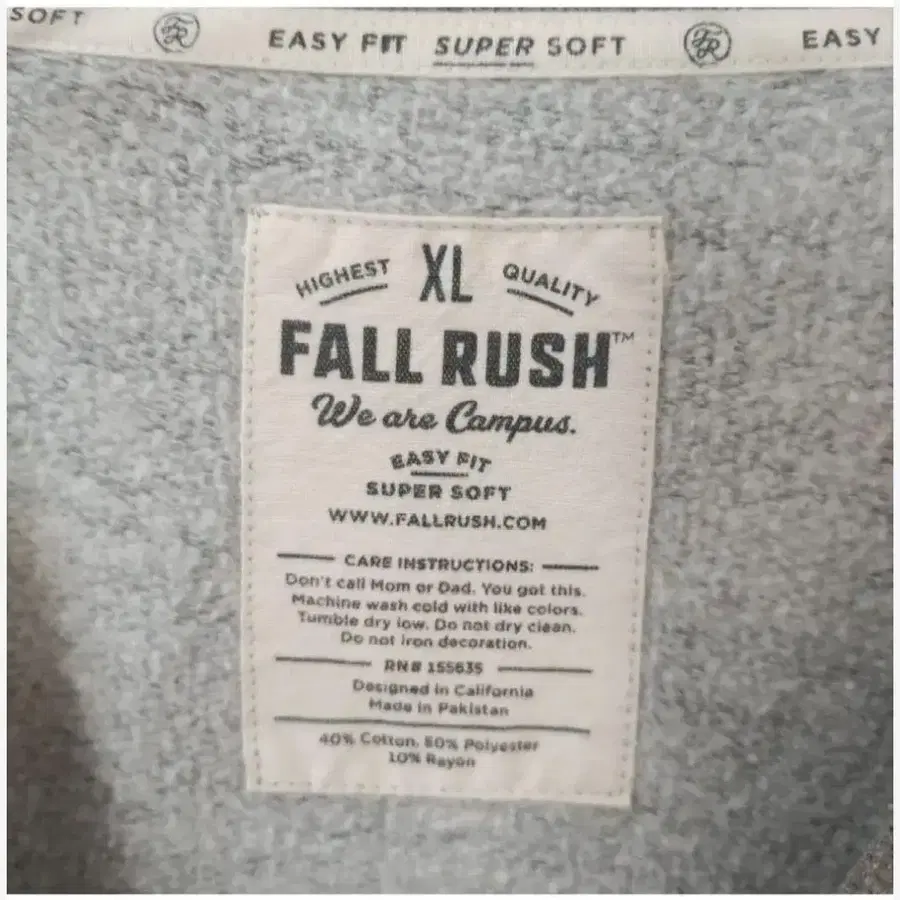 SOFT FR EASY FIT SUPER SOFT FR EASY
HIGHEST XL QUALITY
FALL RUSH™
We are Campus.
EASY FIT
SUPER SOFT
WWW.FALLRUSH.COM
CARE INSTRUCTIONS:
Don't call Mom or Dad. You got this.
Machine wash cold with like colors.
Tumble dry low. Do not dry clean.
Do not iron decoration.
RN# 155635
Designed in California
Made in Pakistan
40% Cotton, 50% Polyester
10% Rayon